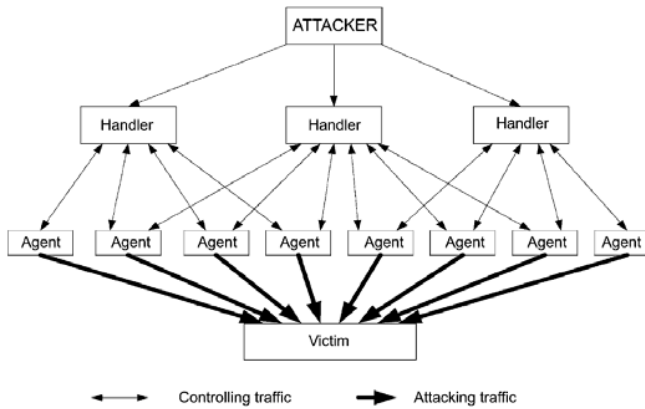 ATTACKER
Handler Handler Handler
Agent Agent Agent Agent Agent Agent Agent Agent
Victim
Controlling traffic Attacking traffic